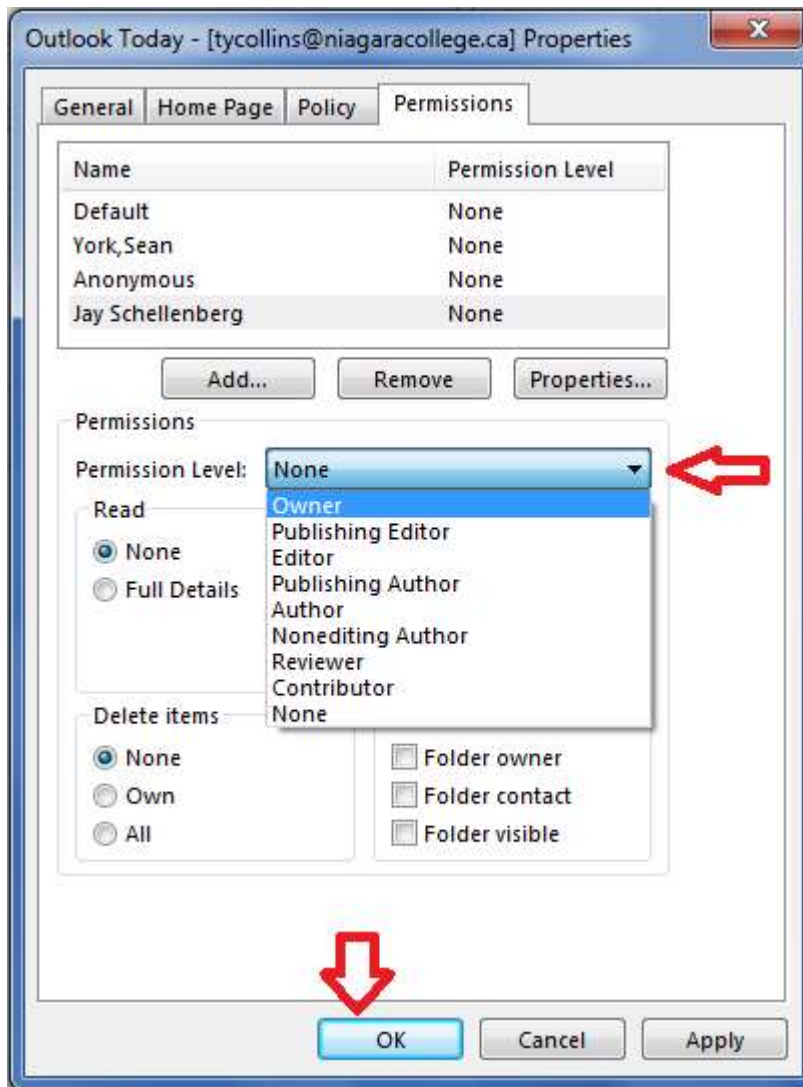 Outlook Today - [tycollins@niagaracollege.ca] Properties
General Home Page Policy Permissions
Name Permission Level
Default None
York,Sean None
Anonymous None
Jay Schellenberg None
Add... Remove Properties...
Permissions
Permission Level: None
Owner
Publishing Editor
Editor
Publishing Author
Author
Nonediting Author
Reviewer
Contributor
None
Read
None
Full Details
Delete items
None
Own
All
Folder owner
Folder contact
Folder visible
OK Cancel Apply